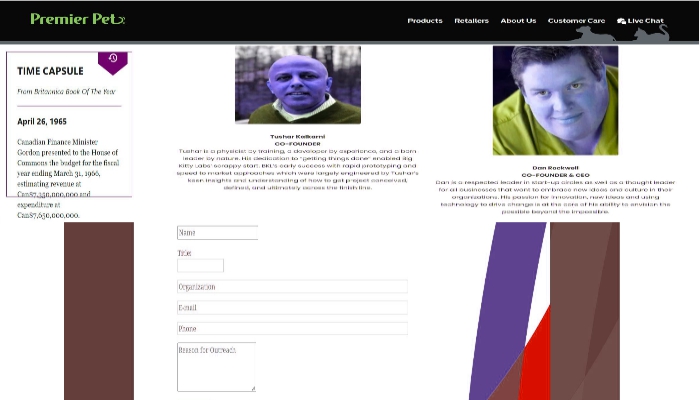 Premier Pet
Products Retailers About Us Customer Care Live Chat
TIME CAPSULE
From Britannica Book Of The Year
April 26, 1965
Canadian Finance Minister
Gordon presented to the House of
Commons the budget for the fiscal
year ending March 31, 1966,
estimating revenue at
and
expenditure at
Can$7,650,000,000.
Tushar Kulkarni
CO-FOUNDER
Tushar is a physicist by training, a developer by experience, and a born
leader by nature. His dedication to "getting things done" enabled Big
Kitty Labs' scrappy start. BKL's early success with rapid prototyping and
speed to market approaches which were largely engineered by Tushar's
keen insights and understanding of how to get project conceived,
defined, and ultimately across the finish line.
Dan Rockwell
CO-FOUNDER & CEO
Dan is a respected leader in start-up circles as well as a thought leader
for all businesses that want to embrace new ideas and culture in their
organizations. His passion for innovation, new ideas and using
technology to drive change is at the core of his ability to envision the
possible beyond the impossible.
Name
Title:
Organization
E-mail
Phone
Reason for Outreach